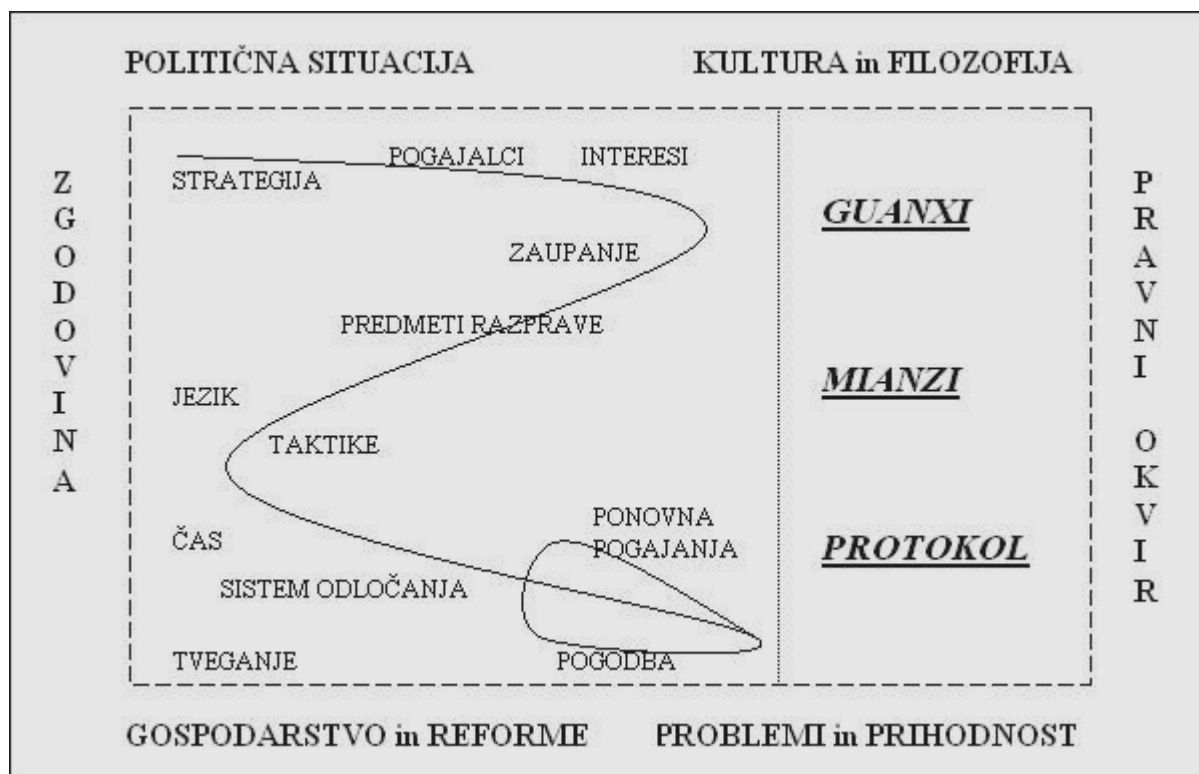 POLITIČNA SITUACIJA
KULTURA in FILOZOFIJA
ZGODOVINA
POGAJALCI
INTERESI
STRATEGIJA
ZAUPANJE
PREDMETI RAZPRAVE
JEZIK
TAKTIKE
PONOVNA
POGAJANJA
ČAS
SISTEM ODLOČANJA
TVEGANJE
POGODBA
GUANXI
MIANZI
PROTOKOL
PRAVNI OKVIR
GOSPODARSTVO in REFORME
PROBLEMI in PRIHODNOST